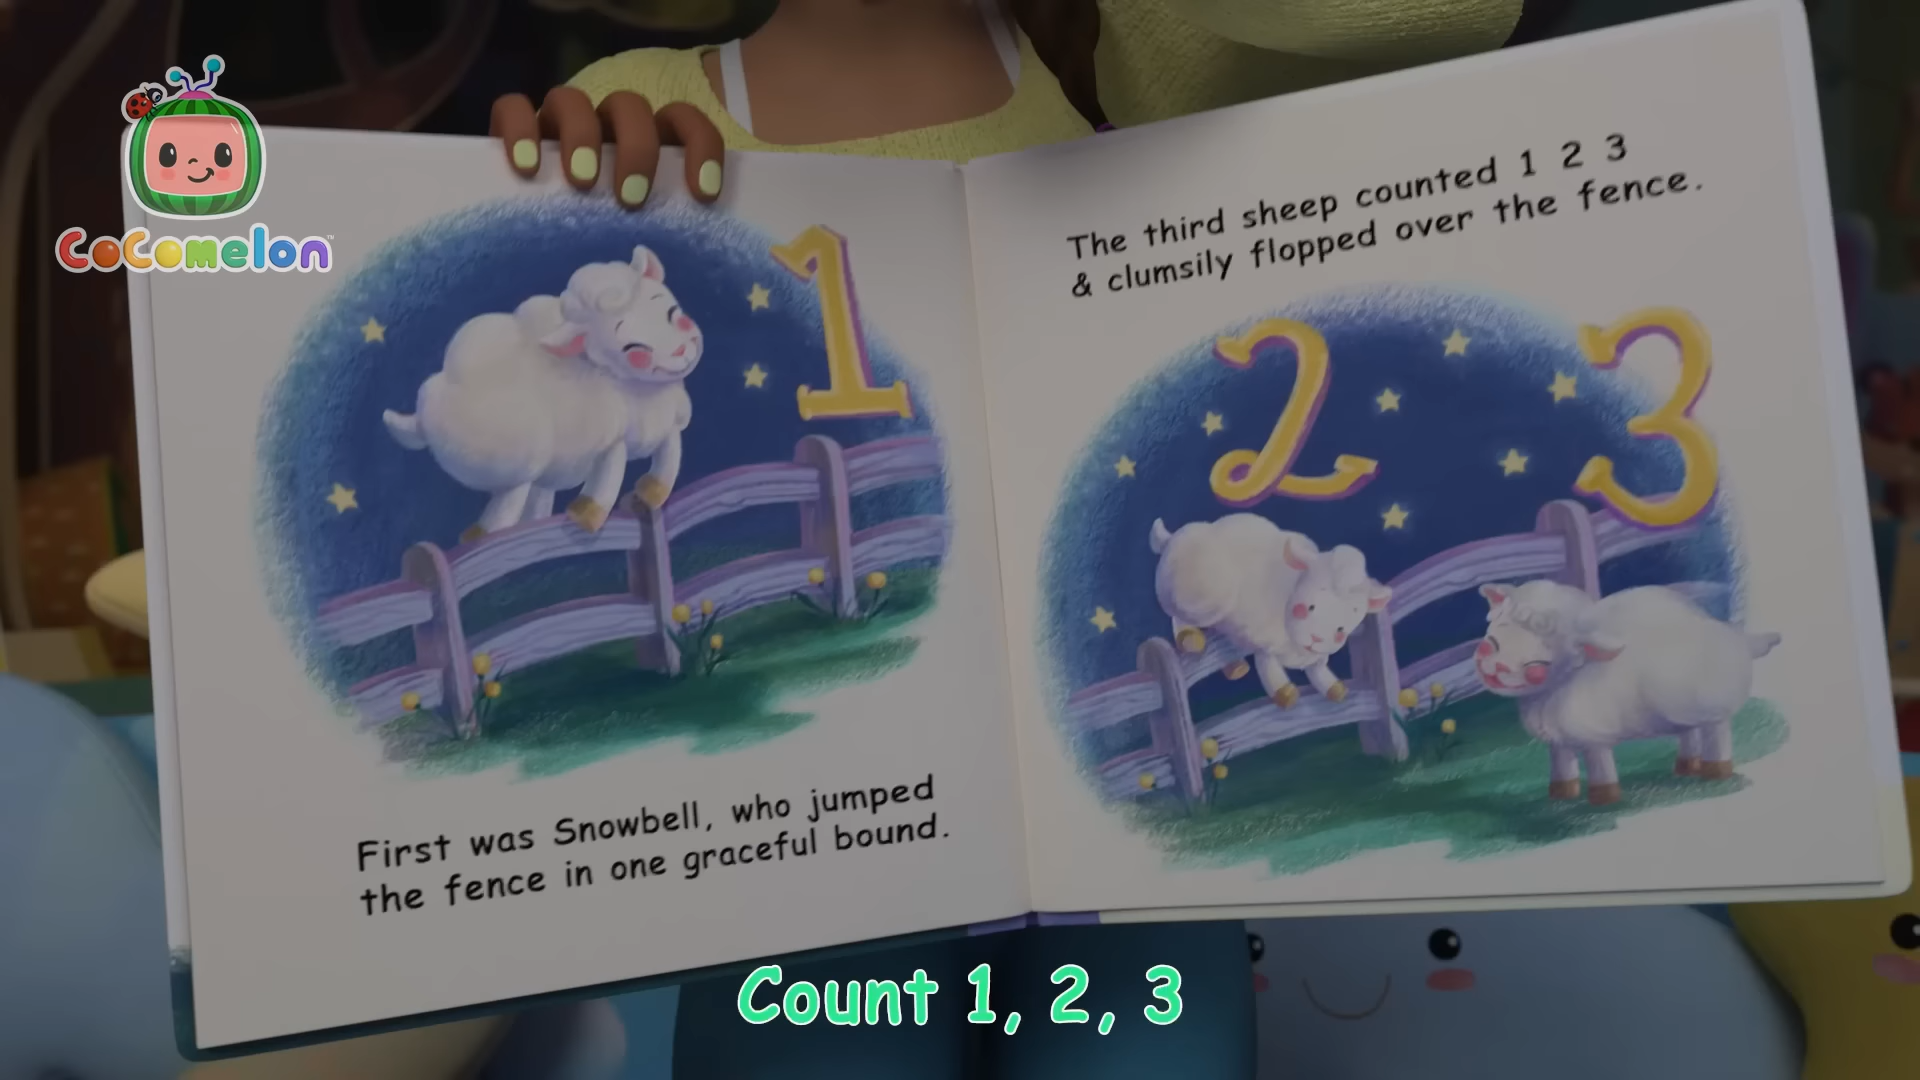 CoComelon™
1
First was Snowbell, who jumped
the fence in one graceful bound.
The third sheep counted 1 2 3
& clumsily flopped over the fence.
2 3
Count 1, 2, 3